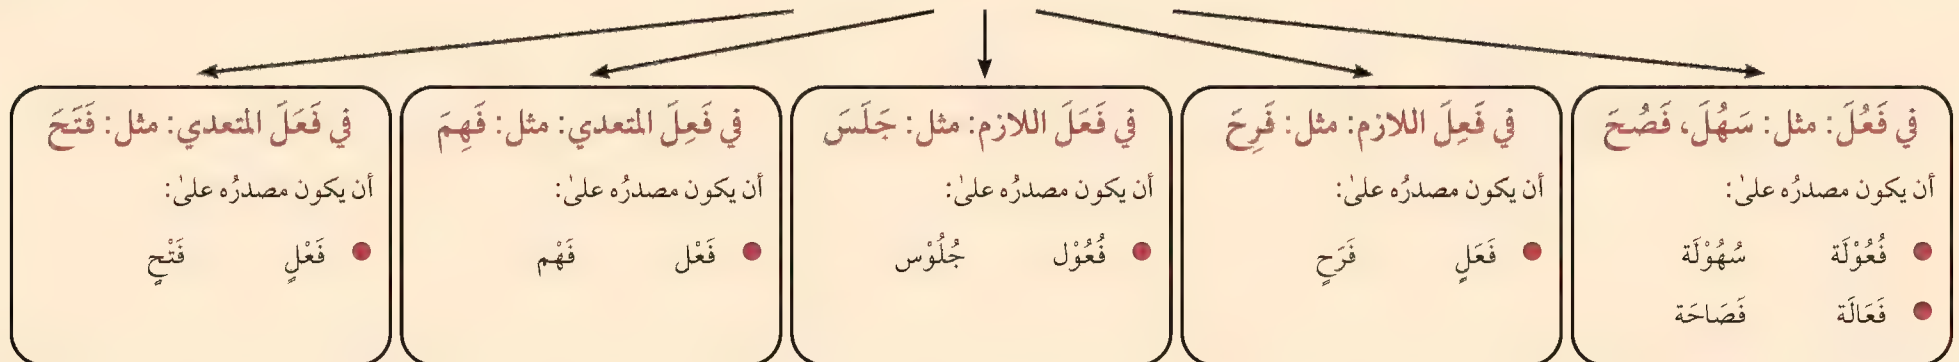 في فَعُلَ: مثل: سَهُلَ، فَصُحَ
أن يكون مصدرُه علىٰ:
فُعُوْلَة سُهُوْلَة
فَعَالَة فَصَاحَة
في فَعِلَ اللازم: مثل: فَرِحَ
أن يكون مصدرُه علىٰ:
فَعَلٍ فَرَحٍ
في فَعَلَ اللازم: مثل: جَلَسَ
أن يكون مصدرُه علىٰ:
فُعُوْل جُلُوْس
في فَعِلَ المتعدي: مثل: فَهِمَ
أن يكون مصدرُه علىٰ:
فَعْل فَهْم
في فَعَلَ المتعدي: مثل: فَتَحَ
أن يكون مصدرُه علىٰ:
فَعْلٍ فَتْحٍ